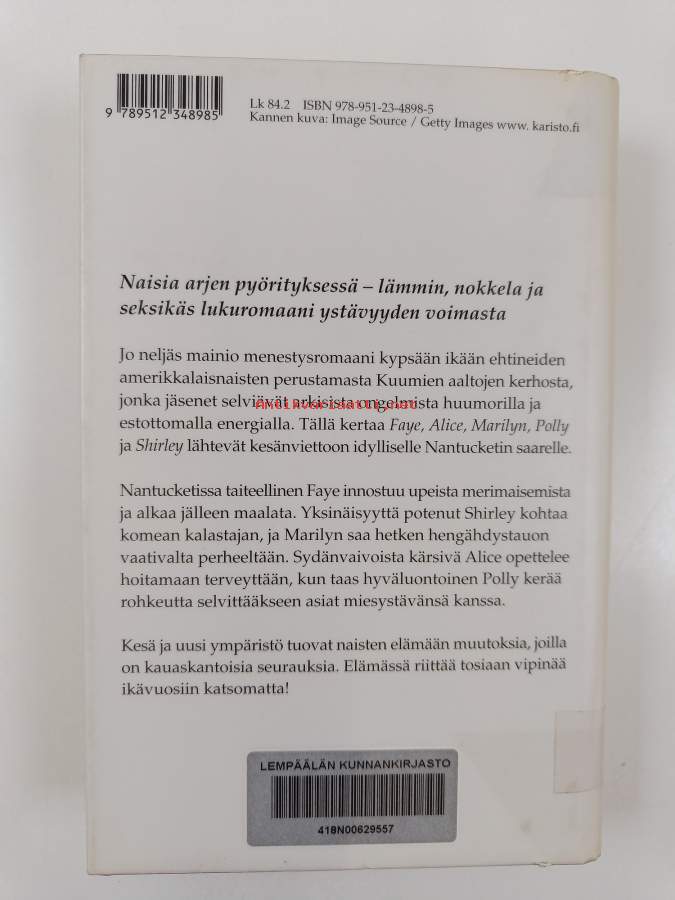 9 789512 348985
Lk 84.2 ISBN 978-951-23-4898-5
Kannen kuva: Image Source / Getty Images www. karisto.fi
Naisia arjen pyörityksessä – lämmin, nokkela ja
seksikäs lukuromaani ystävyyden voimasta
Jo neljäs mainio menestysromaani kypsään ikään ehtineiden
amerikkalaisnaisten perustamasta Kuumien aaltojen kerhosta,
jonka jäsenet selviävät arkisista ongelmista huumorilla ja
Antikvariaatti.net
estottomalla energialla. Tällä kertaa Faye, Alice, Marilyn, Polly
ja Shirley lähtevät kesänviettoon idylliselle Nantucketin saarelle.
Nantucketissa taiteellinen Faye innostuu upeista merimaisemista
ja alkaa jälleen maalata. Yksinäisyyttä potenut Shirley kohtaa
komean kalastajan, ja Marilyn saa hetken hengähdystauon
vaativalta perheeltään. Sydänvaivoista kärsivä Alice opettelee
hoitamaan terveyttään, kun taas hyväluontoinen Polly kerää
rohkeutta selvittääkseen asiat miesystävänsä kanssa.
Kesä ja uusi ympäristö tuovat naisten elämään muutoksia, joilla
on kauaskantoisia seurauksia. Elämässä riittää tosiaan vipinää
ikävuosiin katsomatta!
LEMPÄÄLÄN KUNNANKIRJASTO
418N00629557